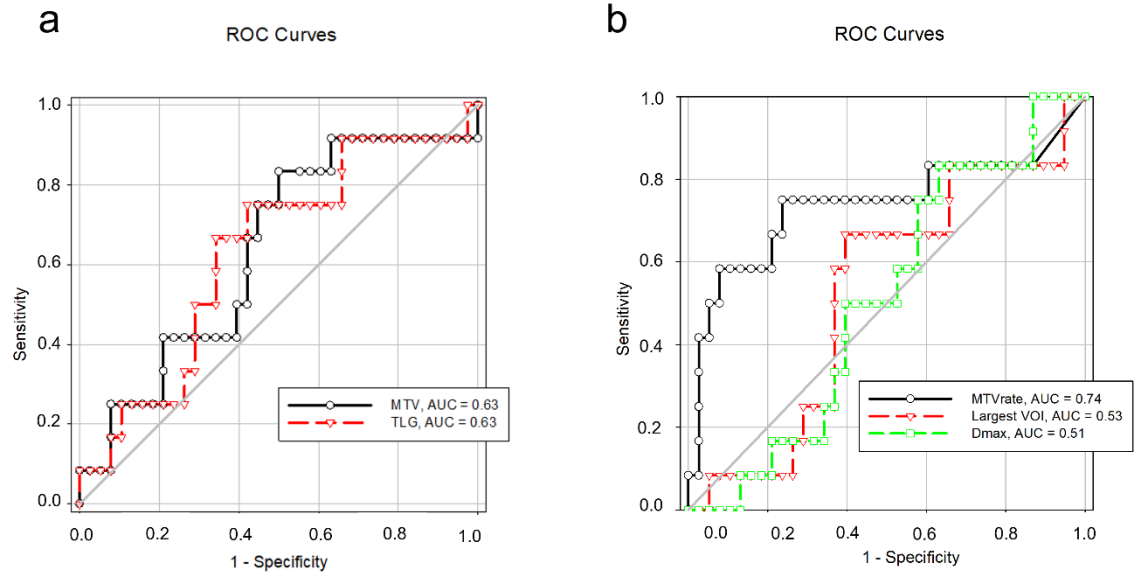 a
ROC Curves
1.0
0.8
0.6
0.4
0.2
0.0
Sensitivity
0.0 0.2 0.4 0.6 0.8 1.0
1 - Specificity
MTV, AUC = 0.63
TLG, AUC = 0.63
b
ROC Curves
1.0
0.8
0.6
0.4
0.2
0.0
Sensitivity
0.0 0.2 0.4 0.6 0.8 1.0
1 - Specificity
MTVrate, AUC = 0.74
Largest VOI, AUC = 0.53
Dmax, AUC = 0.51